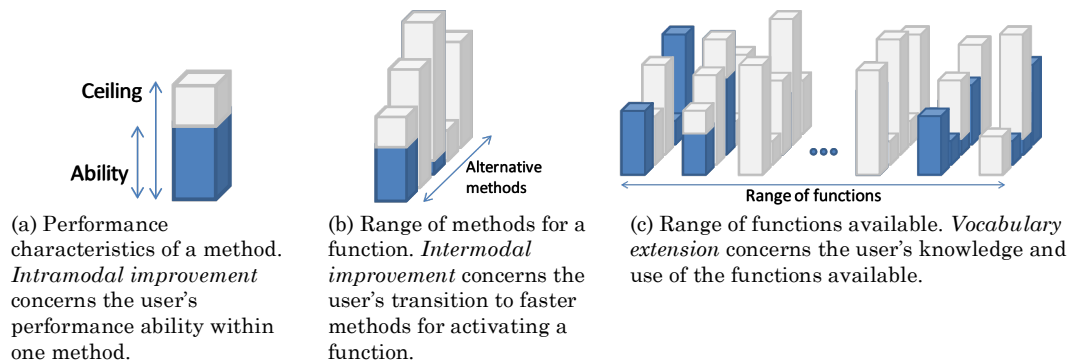 Ceiling
Ability
(a) Performance
characteristics of a method.
Intramodal improvement
concerns the user’s
performance ability within
one method.
Alternative
methods
(b) Range of methods for a
function. Intermodal
improvement concerns the
user’s transition to faster
methods for activating a
function.
Range of functions
(c) Range of functions available. Vocabulary
extension concerns the user’s knowledge and
use of the functions available.